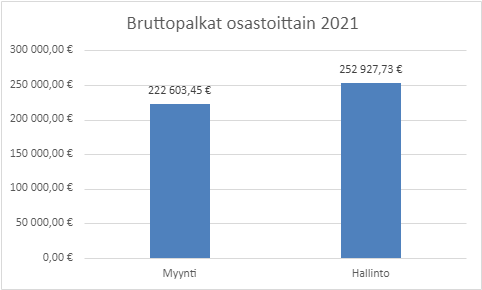 Bruttopalkat osastoittain 2021
300 000,00 €
250 000,00 €
200 000,00 €
150 000,00 €
100 000,00 €
50 000,00 €
0,00 €
222 603,45 €
252 927,73 €
Myynti
Hallinto